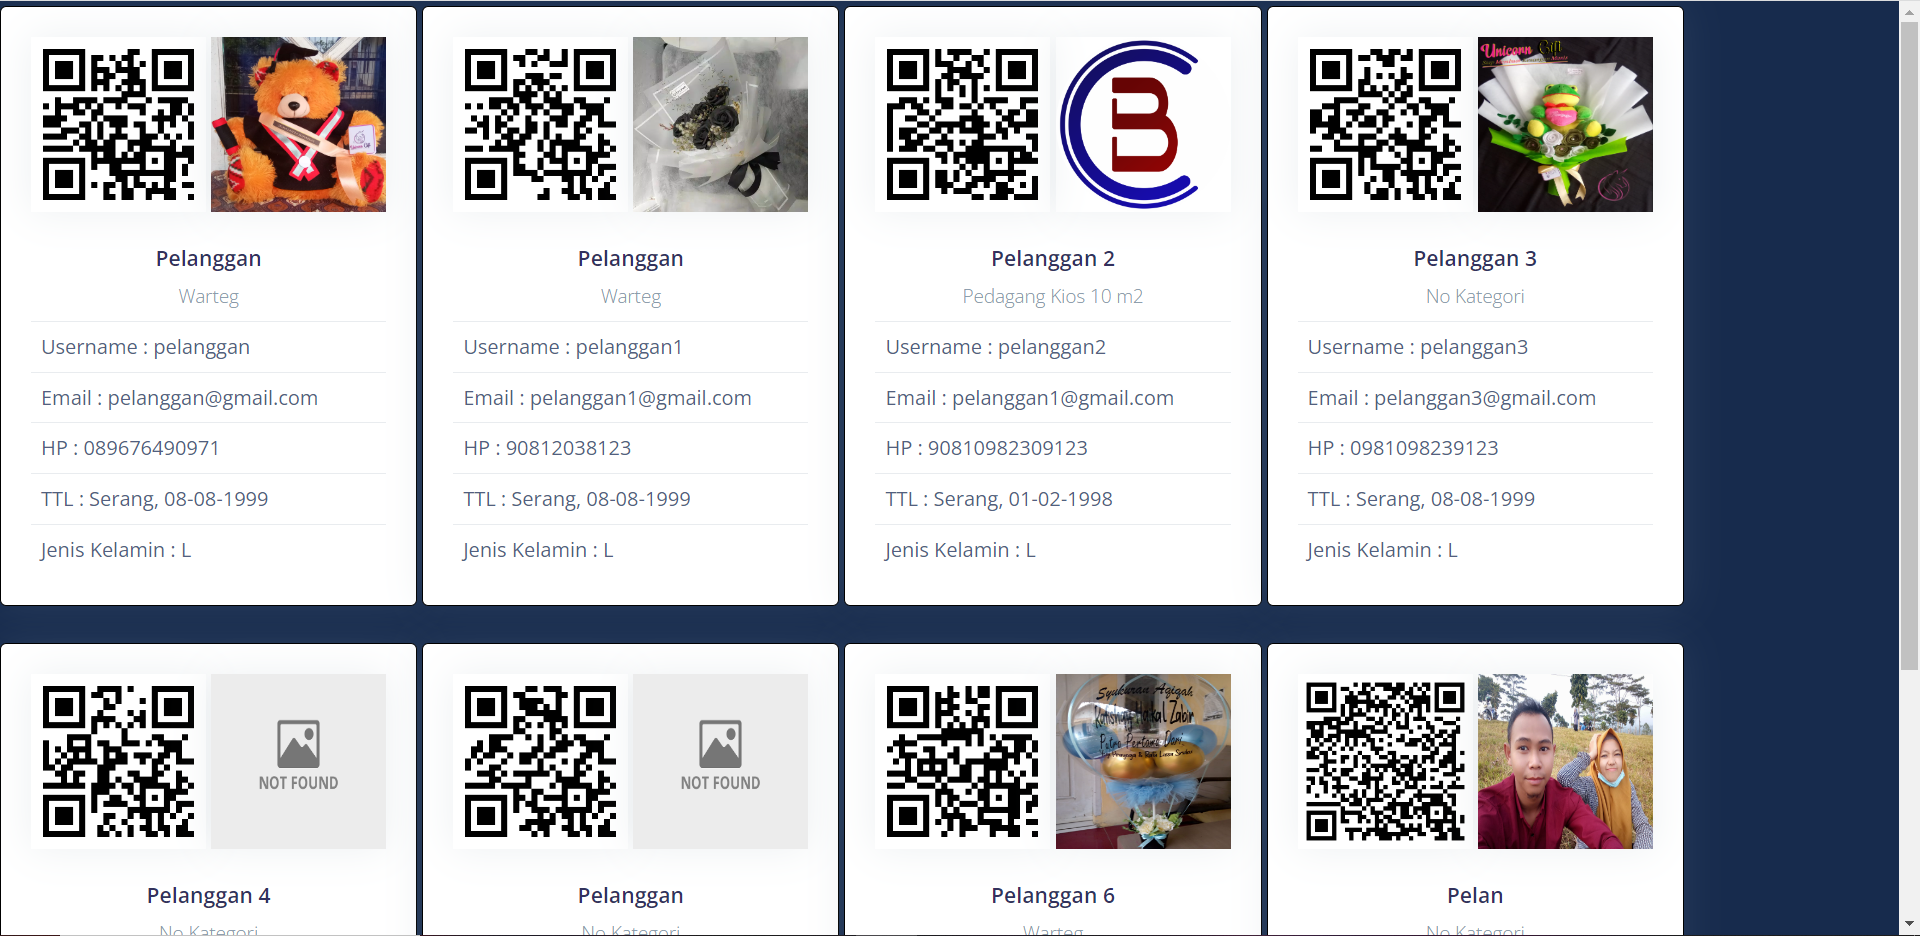 Unicorn Gift
Pelanggan
Warteg
Username : pelanggan
Email : pelanggan@gmail.com
HP : 089676490971
TTL : Serang, 08-08-1999
Jenis Kelamin : L
Pelanggan
Warteg
Username : pelanggan1
Email : pelanggan1@gmail.com
HP : 90812038123
TTL : Serang, 08-08-1999
Jenis Kelamin : L
Pelanggan 2
Pedagang Kios 10 m2
Username : pelanggan2
Email : pelanggan1@gmail.com
HP : 90810982309123
TTL : Serang, 01-02-1998
Jenis Kelamin : L
Pelanggan 3
No Kategori
Username : pelanggan3
Email : pelanggan3@gmail.com
HP : 0981098239123
TTL : Serang, 08-08-1999
Jenis Kelamin : L
NOT FOUND
Pelanggan 4
No Kategori
NOT FOUND
Pelanggan
No Kategori
Syukuran Aqiqah
Zabir
Pelanggan 6
Warteg
Pelan
No Kategori